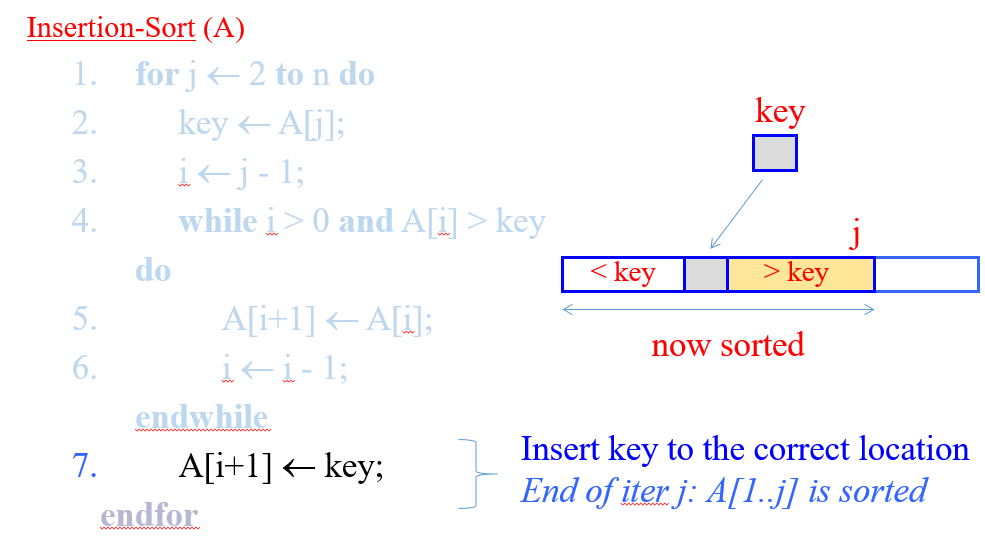 Insertion-Sort (A)
1. for j ← 2 to n do
2. key ← A[j];
3. i ← j - 1;
4. while i > 0 and A[i] > key
do
5. A[i+1] ← A[i];
6. i ← i - 1;
endwhile
7. A[i+1] ← key;
endfor
key
j
< key
> key
now sorted
Insert key to the correct location
End of iter j: A[1..j] is sorted